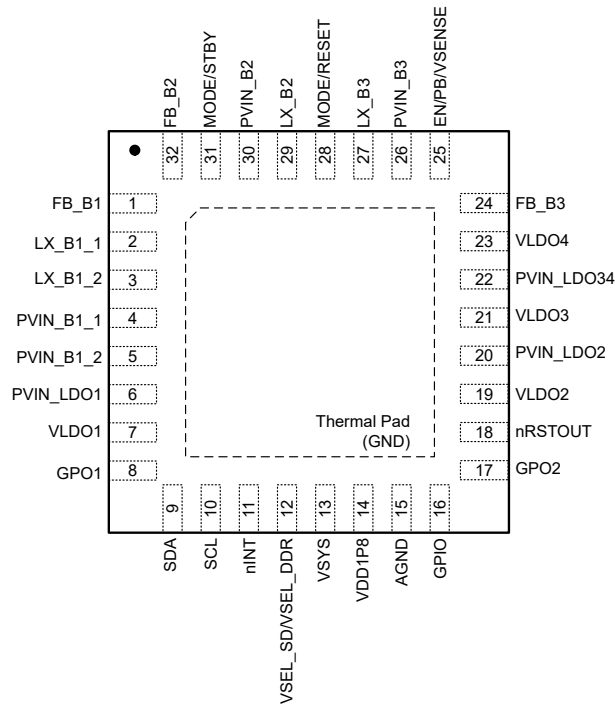 FB_B2
MODE/STBY
PVIN_B2
LX_B2
MODE/RESET
LX_B3
PVIN_B3
EN/PB/VSENSE
32 31 30 29 28 27 26 25
FB_B1 1
LX_B1_1 2
LX_B1_2 3
PVIN_B1_1 4
PVIN_B1_2 5
PVIN_LDO1 6
VLDO1 7
GPO1 8
24 FB_B3
23 VLDO4
22 PVIN_LDO34
21 VLDO3
20 PVIN_LDO2
19 VLDO2
18 nRSTOUT
17 GPO2
Thermal Pad
(GND)
9 10 11 12 13 14 15 16
SDA
SCL
nINT
VSEL_SD/VSEL_DDR
VSYS
VDD1P8
AGND
GPIO